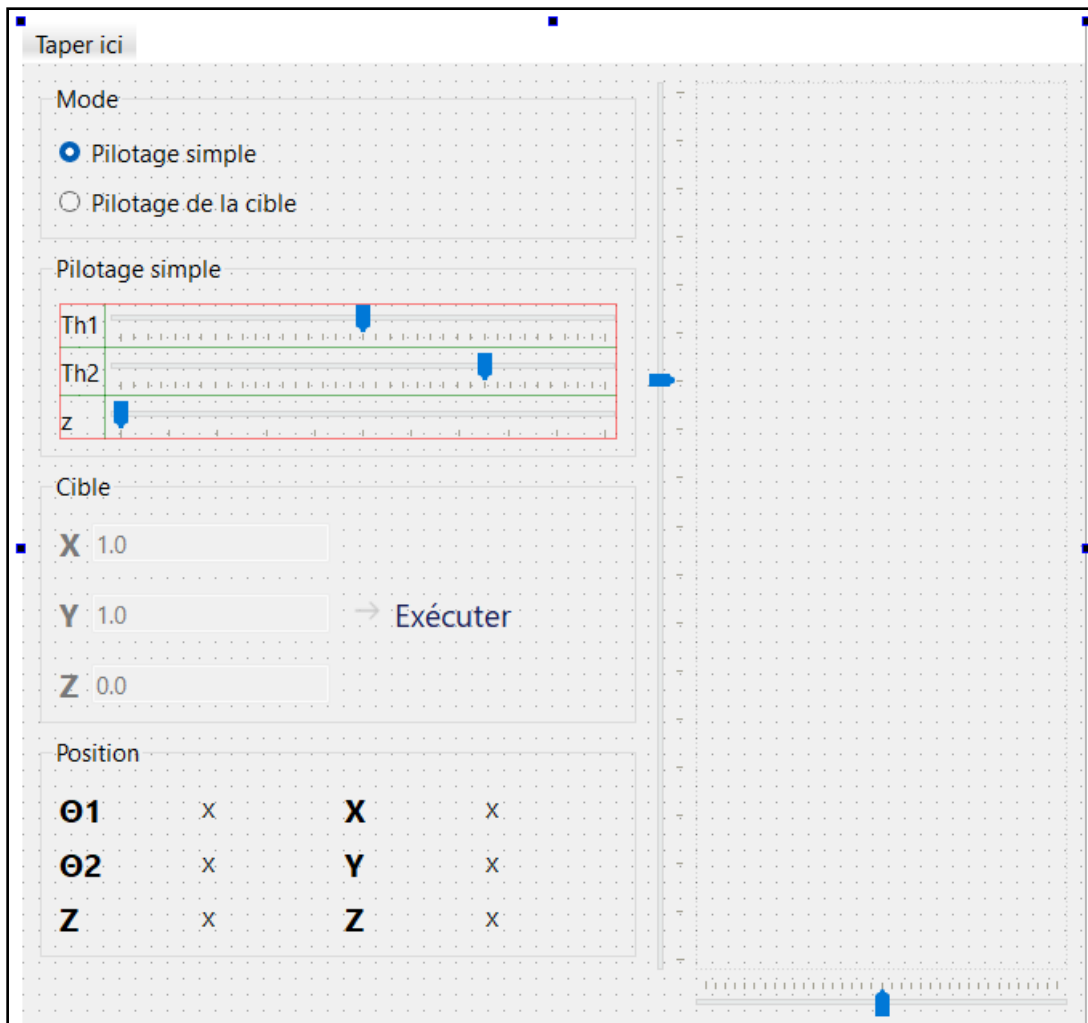 Taper ici
Mode
Pilotage simple
Pilotage de la cible
Pilotage simple
Th1
Th2
z
Cible
X 1.0
Y 1.0
Exécuter
Z 0.0
Position
Θ1 x X x
Θ2 x Y x
Z x Z x